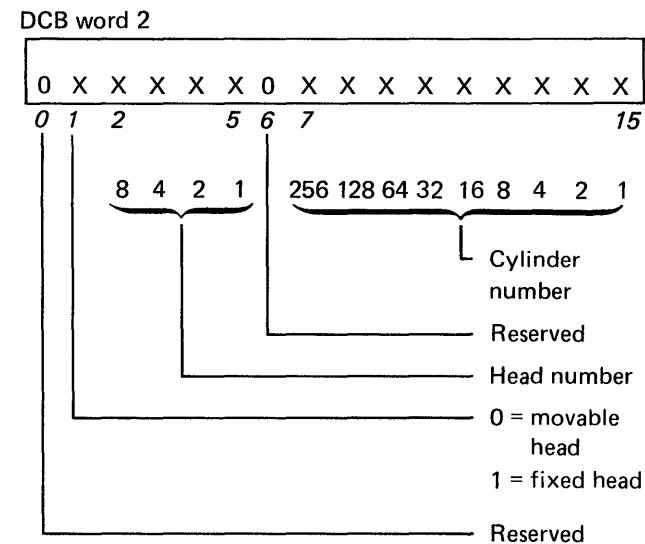 DCB word 2
0 X X X X X 0 X X X X X X X X X
0 1 2 5 6 7 15
8 4 2 1 256 128 64 32 16 8 4 2 1
Cylinder
number
Reserved
Head number
0 = movable
head
1 = fixed head
Reserved